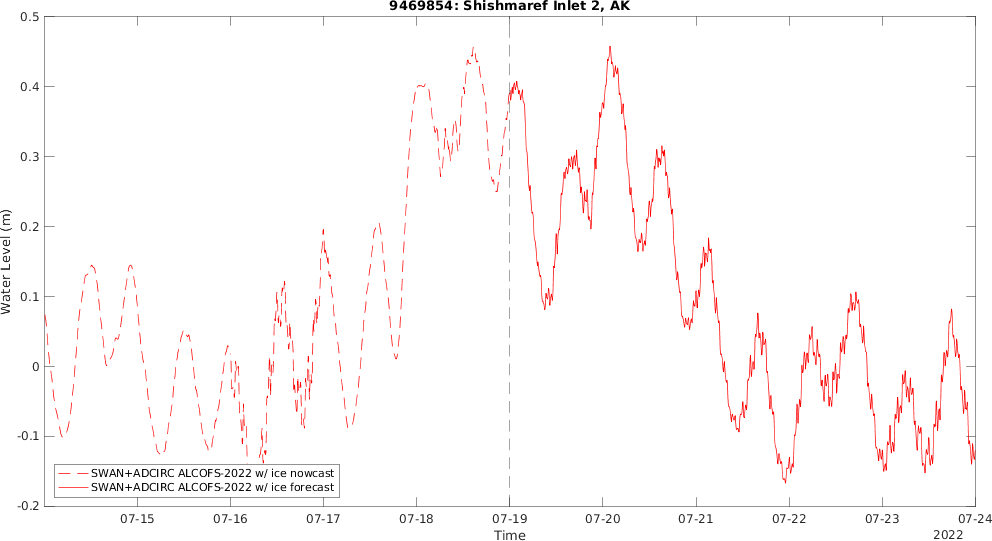 9469854: Shishmaref Inlet 2, AK
0.5
0.4
0.3
0.2
0.1
0
-0.1
-0.2
Water Level (m)
SWAN+ADCIRC ALCOFS-2022 w/ ice nowcast
SWAN+ADCIRC ALCOFS-2022 w/ ice forecast
07-15 07-16 07-17 07-18 07-19 07-20 07-21 07-22 07-23 07-24
Time
2022